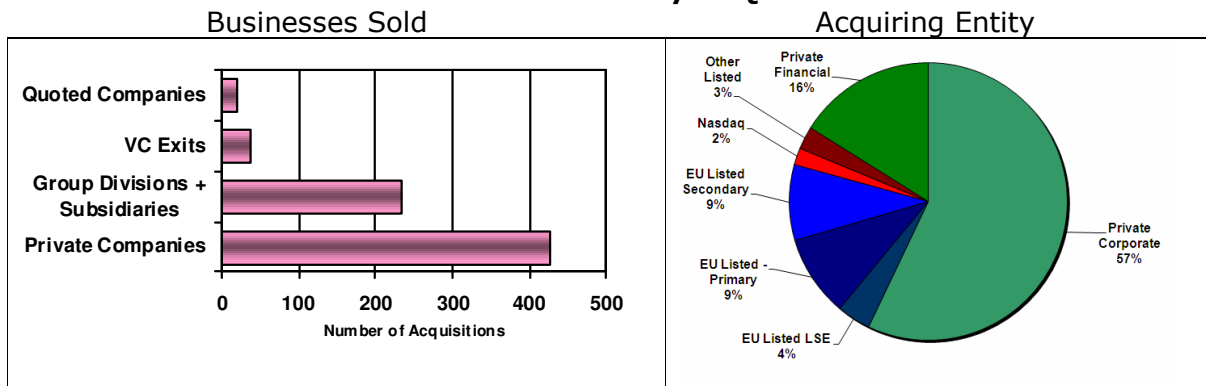 Businesses Sold
Acquiring Entity
Quoted Companies
VC Exits
Group Divisions +
Subsidiaries
Private Companies
0 100 200 300 400 500
Number of Acquisitions
Private
Financial
16%
Other
Listed
3%
Nasdaq
2%
EU Listed
Secondary
9%
EU Listed -
Primary
9%
EU Listed LSE
4%
Private
Corporate
57%